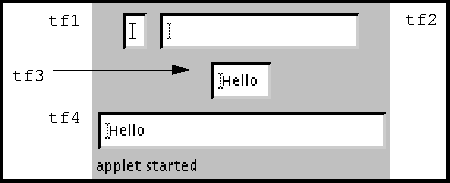 tf1 tf2
tf3 Hello
tf4 Hello
applet started